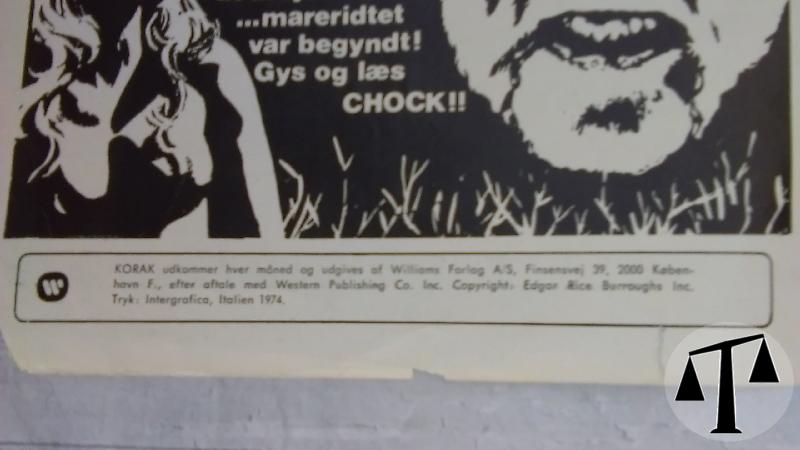 ...mareridtet
var begyndt!
Gys og læs
CHOCK!!
KORAK udkommer hver måned og udgives af Williams Forlag A/S, Finsensvej 39, 2000 Køben-
havn F., efter aftale med Western Publishing Co. Inc. Copyright: Edgar Rice Burroughs Inc.
Tryk: Intergrafica, Italien 1974.